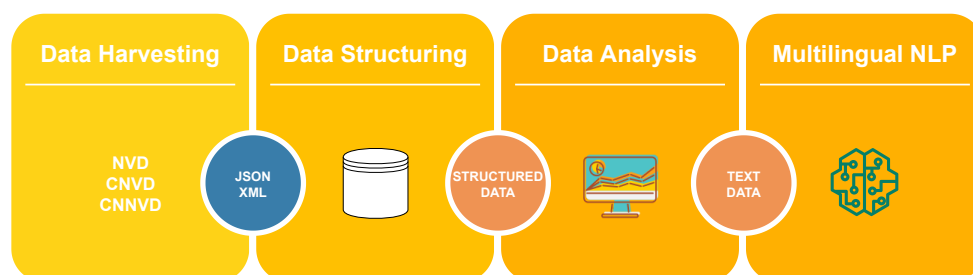 Data Harvesting
Data Structuring
Data Analysis
Multilingual NLP
NVD
CNVD
CNNVD
JSON
XML
STRUCTURED
DATA
TEXT
DATA